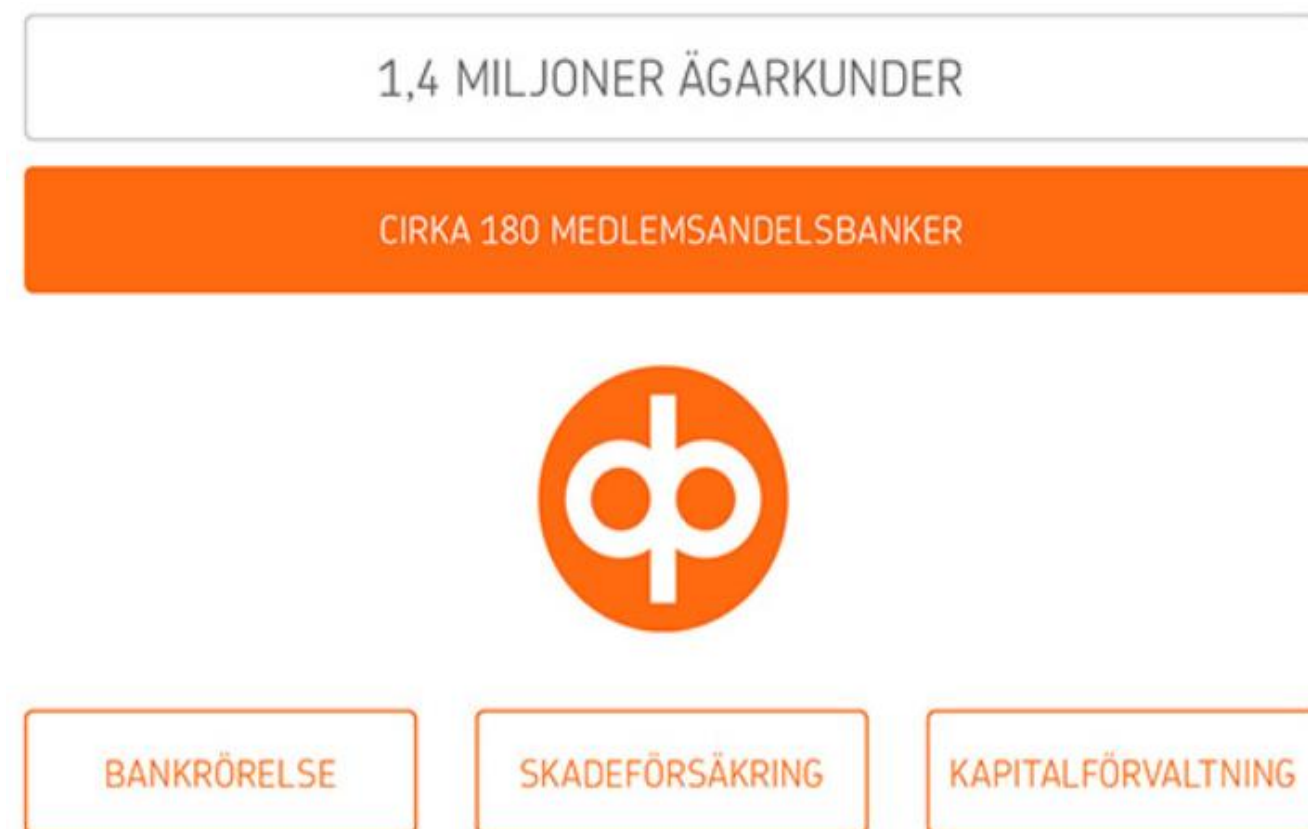 1,4 MILJONER ÄGARKUNDER
CIRKA 180 MEDLEMSANDELSBANKER
BANKRÖRELSE
SKADEFÖRSÄKRING
KAPITALFÖRVALTNING